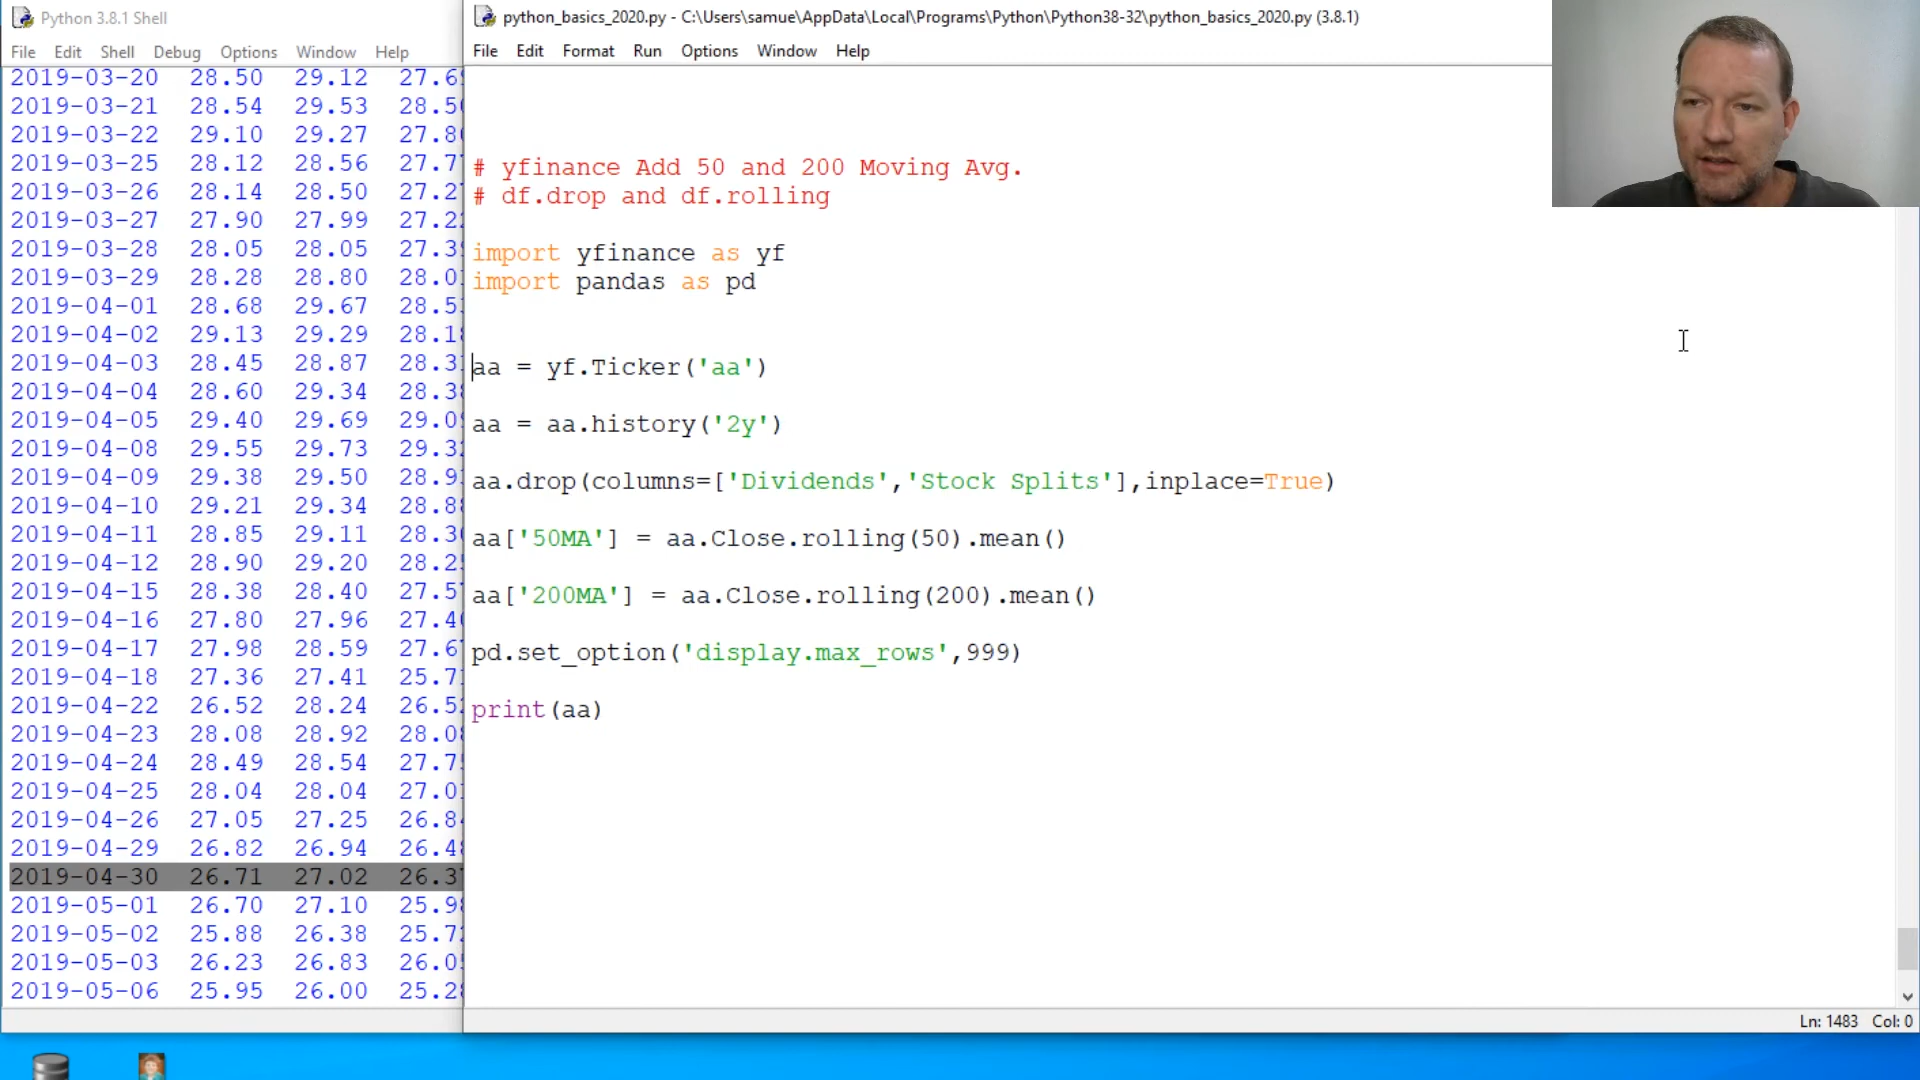 Python 3.8.1 Shell
File Edit Shell Debug Options Window Help
2019-03-20 28.50 29.12
2019-03-21 28.54 29.53
2019-03-22 29.10 29.27
2019-03-25 28.12 28.56
2019-03-26 28.14 28.50
2019-03-27 27.90 27.99
2019-03-28 28.05 28.05
2019-03-29 28.28 28.80
2019-04-01 28.68 29.67
2019-04-02 29.13 29.29
2019-04-03 28.45 28.87
2019-04-04 28.60 29.34
2019-04-05 29.40 29.69
2019-04-08 29.55 29.73
2019-04-09 29.38 29.50
2019-04-10 29.21 29.34
2019-04-11 28.85 29.11
2019-04-12 28.90 29.20
2019-04-15 28.38 28.40
2019-04-16 27.80 27.96
2019-04-17 27.98 28.59
2019-04-18 27.36 27.41
2019-04-22 26.52 28.24
2019-04-23 28.08 28.92
2019-04-24 28.49 28.54
2019-04-25 28.04 28.04
2019-04-26 27.05 27.25
2019-04-29 26.82 26.94
2019-04-30 26.71 27.02
2019-05-01 26.70 27.10
2019-05-02 25.88 26.38
2019-05-03 26.23 26.83
2019-05-06 25.95 26.00
python_basics_2020.py - C:\Users\samue\AppData\Local\Programs\Python\Python38-32\python_basics_2020.py (3.8.1)
File Edit Format Run Options Window Help
# yfinance Add 50 and 200 Moving Avg.
# df.drop and df.rolling
import yfinance as yf
import pandas as pd
aa = yf.Ticker('aa')
aa = aa.history('2y')
aa.drop(columns=['Dividends','Stock Splits'],inplace=True)
aa['50MA'] = aa.Close.rolling(50).mean()
aa['200MA'] = aa.Close.rolling(200).mean()
pd.set_option('display.max_rows',999)
print(aa)
Ln: 1483 Col: 0